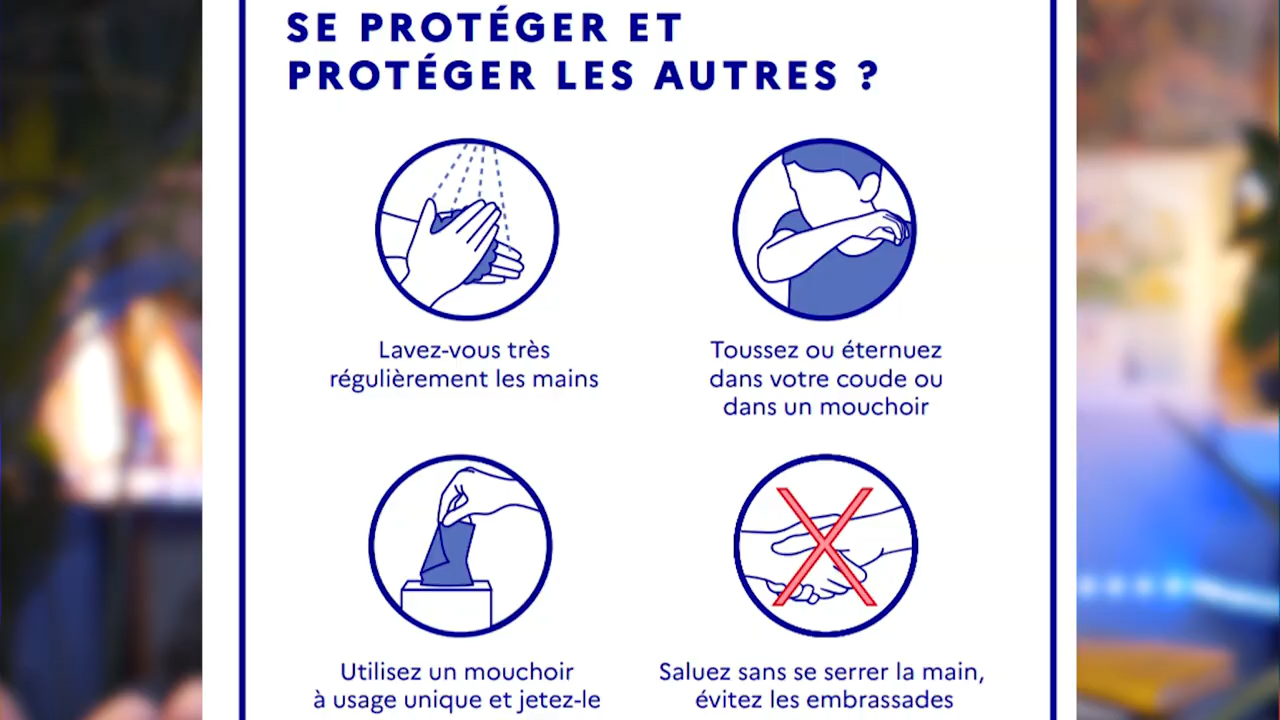 SE PROTÉGER ET
PROTÉGER LES AUTRES ?
Lavez-vous très
régulièrement les mains
Toussez ou éternuez
dans votre coude ou
dans un mouchoir
Utilisez un mouchoir
à usage unique et jetez-le
Saluez sans se serrer la main,
évitez les embrassades